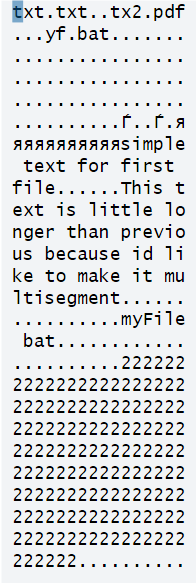 txt.txt..tx2.pdf
...yf.bat.......
................
................
................
..........Ѓ..Ѓ.я
яяяяяяяяяяsimple
text for first
file......This t
ext is little lo
nger than previo
us because id li
ke to make it mu
ltisegment......
..........myFile
bat............
..........222222
2222222222222222
2222222222222222
2222222222222222
2222222222222222
2222222222222222
2222222222222222
2222222222222222
2222222222222222
222222..........